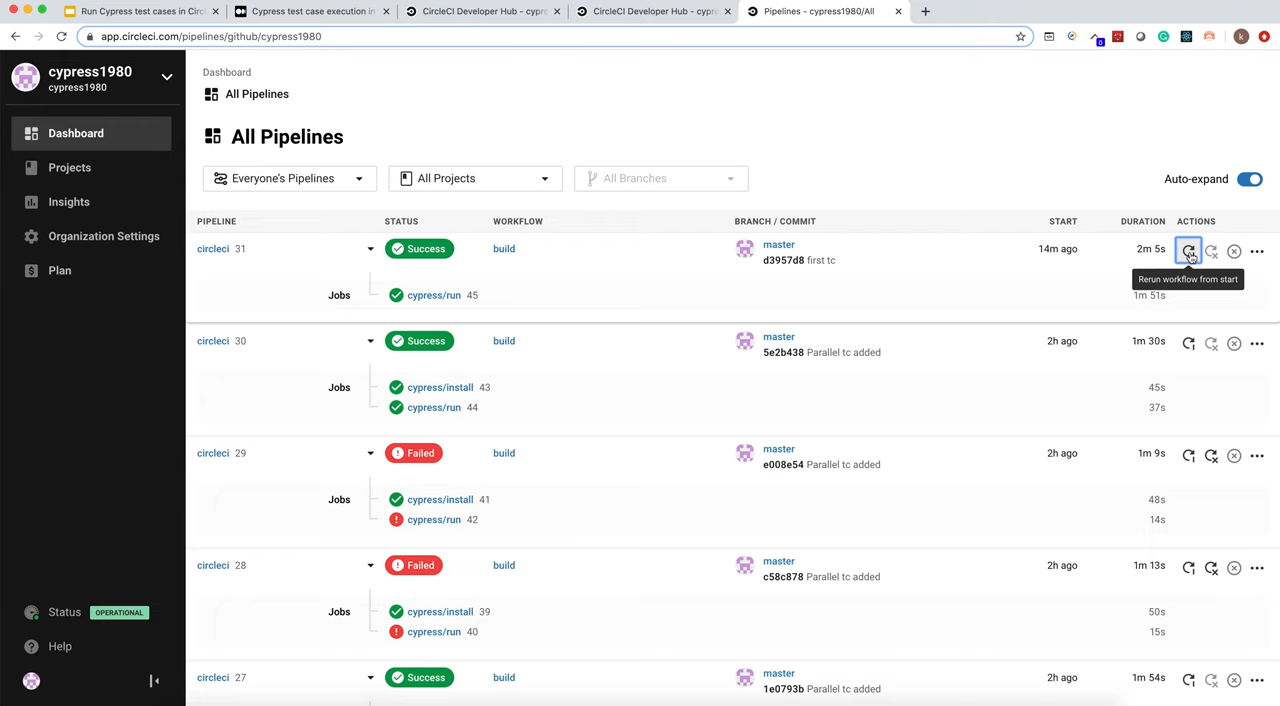 Run Cypress test cases in Circ
Cypress test case execution in
CircleCI Developer Hub - cypre
CircleCI Developer Hub - cypre
Pipelines - cypress1980/All
app.circleci.com/pipelines/github/cypress1980
0
k
cypress1980
cypress1980
Dashboard
Projects
Insights
Organization Settings
Plan
Status OPERATIONAL
Help
Dashboard
All Pipelines
All Pipelines
Everyone's Pipelines All Projects All Branches Auto-expand
PIPELINE STATUS WORKFLOW BRANCH / COMMIT START DURATION ACTIONS
circleci 31 Success build master 14m ago 2m 5s
d3957d8 first tc
Rerun workflow from start
Jobs cypress/run 45 1m 51s
circleci 30 Success build master 2h ago 1m 30s
5e2b438 Parallel tc added
Jobs cypress/install 43 45s
cypress/run 44 37s
circleci 29 Failed build master 2h ago 1m 9s
e008e54 Parallel tc added
Jobs cypress/install 41 48s
cypress/run 42 14s
circleci 28 Failed build master 2h ago 1m 13s
c58c878 Parallel tc added
Jobs cypress/install 39 50s
cypress/run 40 15s
circleci 27 Success build master 2h ago 1m 54s
1e0793b Parallel tc added